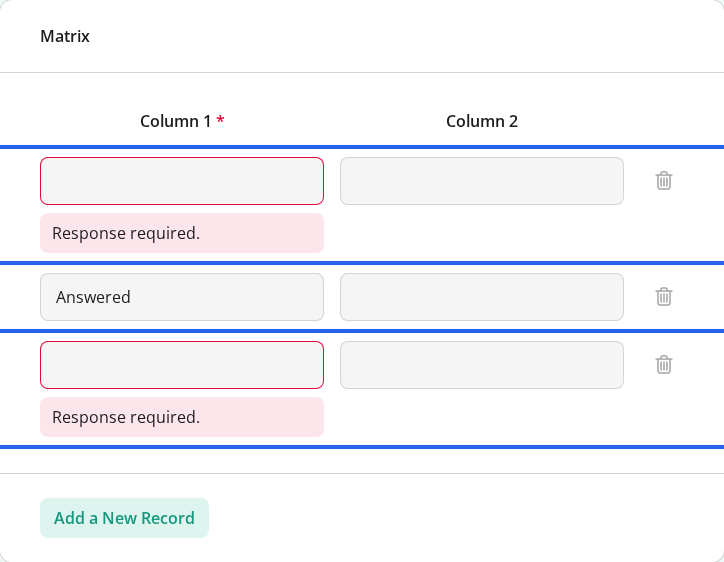 Matrix
Column 1 * Column 2
Response required.
Answered
Response required.
Add a New Record